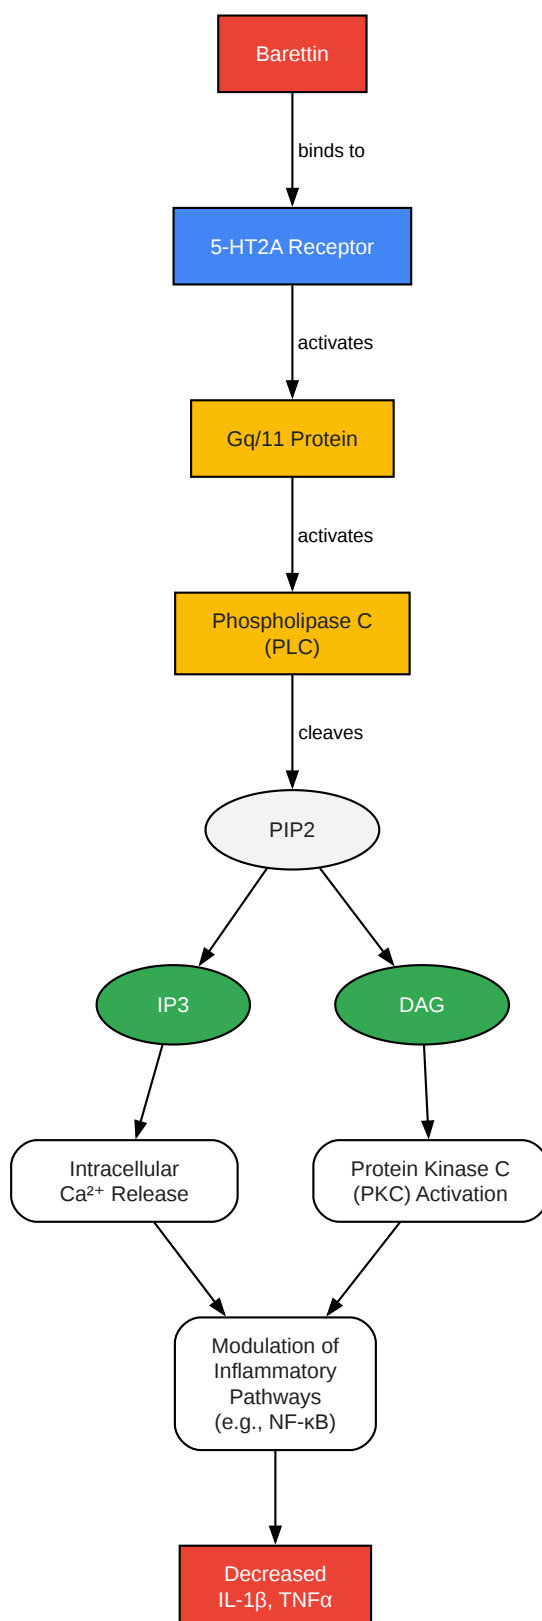 Barettin
binds to
5-HT2A Receptor
activates
Gq/11 Protein
activates
Phospholipase C
(PLC)
cleaves
PIP2
IP3
DAG
Intracellular
Ca²⁺ Release
Protein Kinase C
(PKC) Activation
Modulation of
Inflammatory
Pathways
(e.g., NF-κB)
Decreased
IL-1β, TNFα